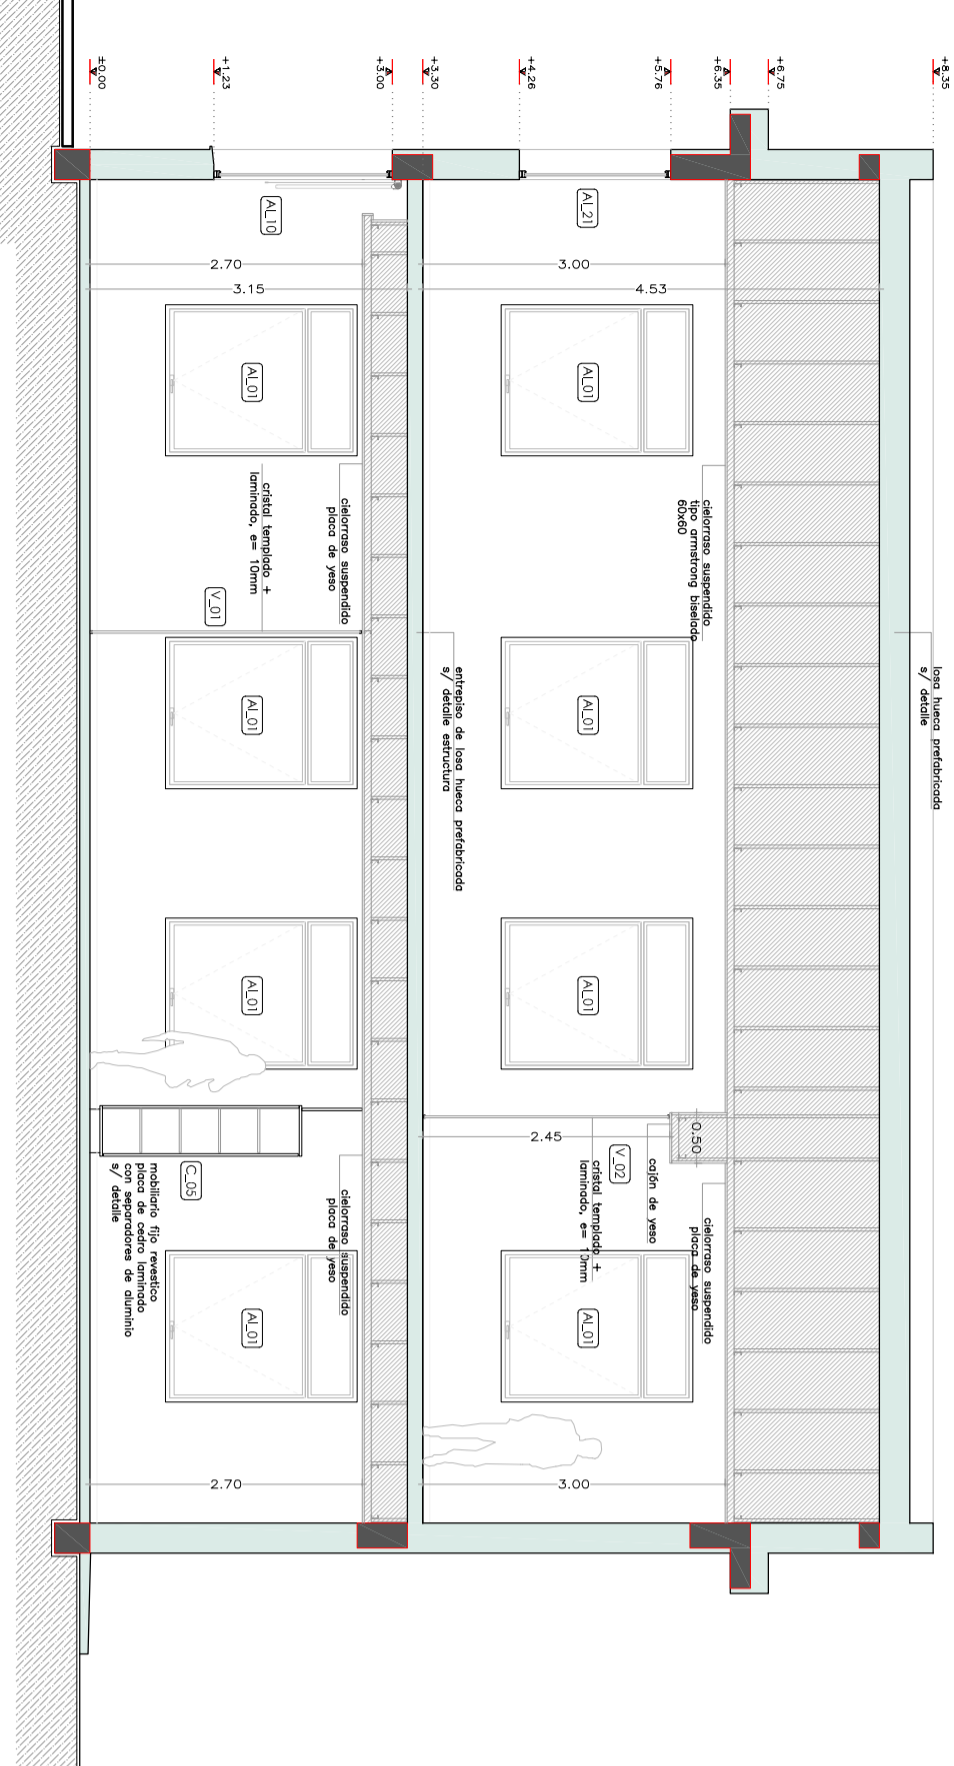 +8.35
+6.75
+6.35
+5.76
+4.26
+3.30
+3.00
+1.23
±0.00
losa hueca prefabricada
s/ detalle
4.53
3.15
AL_21
3.00
AL_10
2.70
AL_01
AL_01
AL_01
AL_01
cielorraso suspendido
tipo armstrong biselado
60x60
0.50
cielorraso suspendido
placa de yeso
cajón de yeso
V_02
cristal templado +
laminado, e= 10mm
2.45
3.00
entrepiso de losa hueca prefabricada
s/ detalle estructura
cielorraso suspendido
placa de yeso
cristal templado +
laminado, e= 10mm
V_01
AL_01
AL_01
AL_01
AL_01
cielorraso suspendido
placa de yeso
C_05
mobiliario fijo revestico
placa de cedro laminado
con separadores de aluminio
s/ detalle
2.70